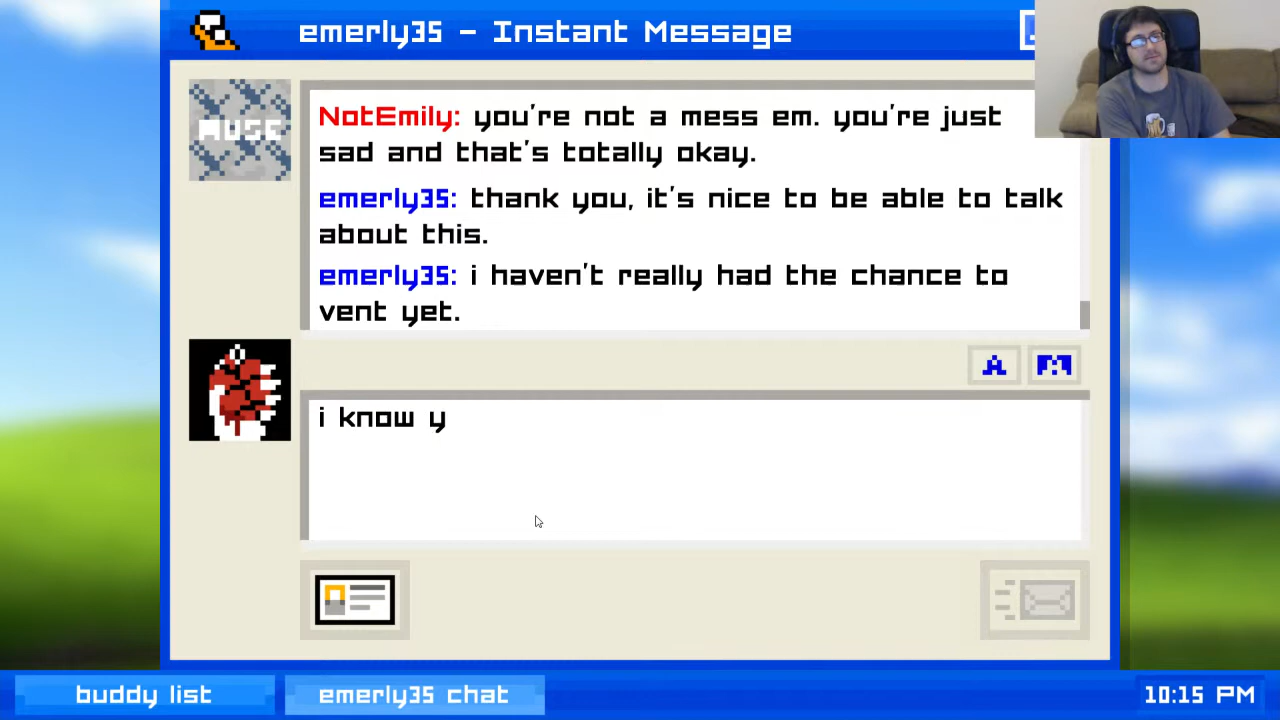 emerly35 - Instant Message
MUSE
NotEmily: you're not a mess em. you're just
sad and that's totally okay.
emerly35: thank you, it's nice to be able to talk
about this.
emerly35: i haven't really had the chance to
vent yet.
A
i know y
buddy list
emerly35 chat
10:15 PM